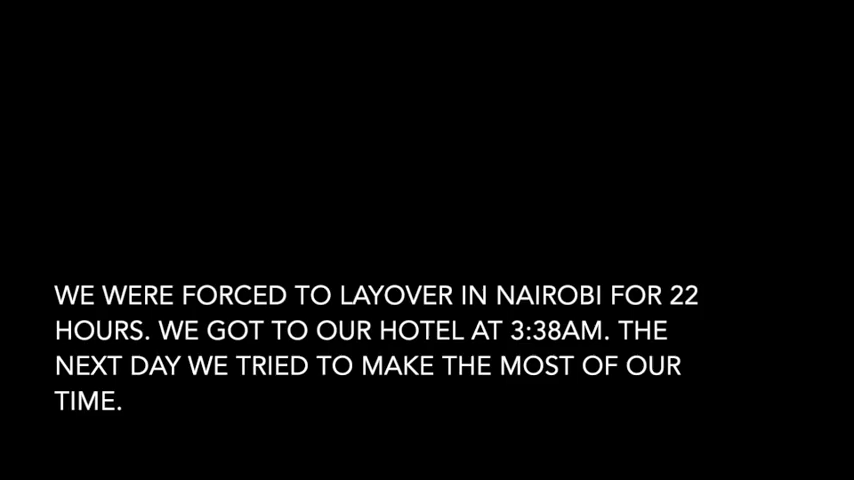 WE WERE FORCED TO LAYOVER IN NAIROBI FOR 22
HOURS. WE GOT TO OUR HOTEL AT 3:38AM. THE
NEXT DAY WE TRIED TO MAKE THE MOST OF OUR
TIME.